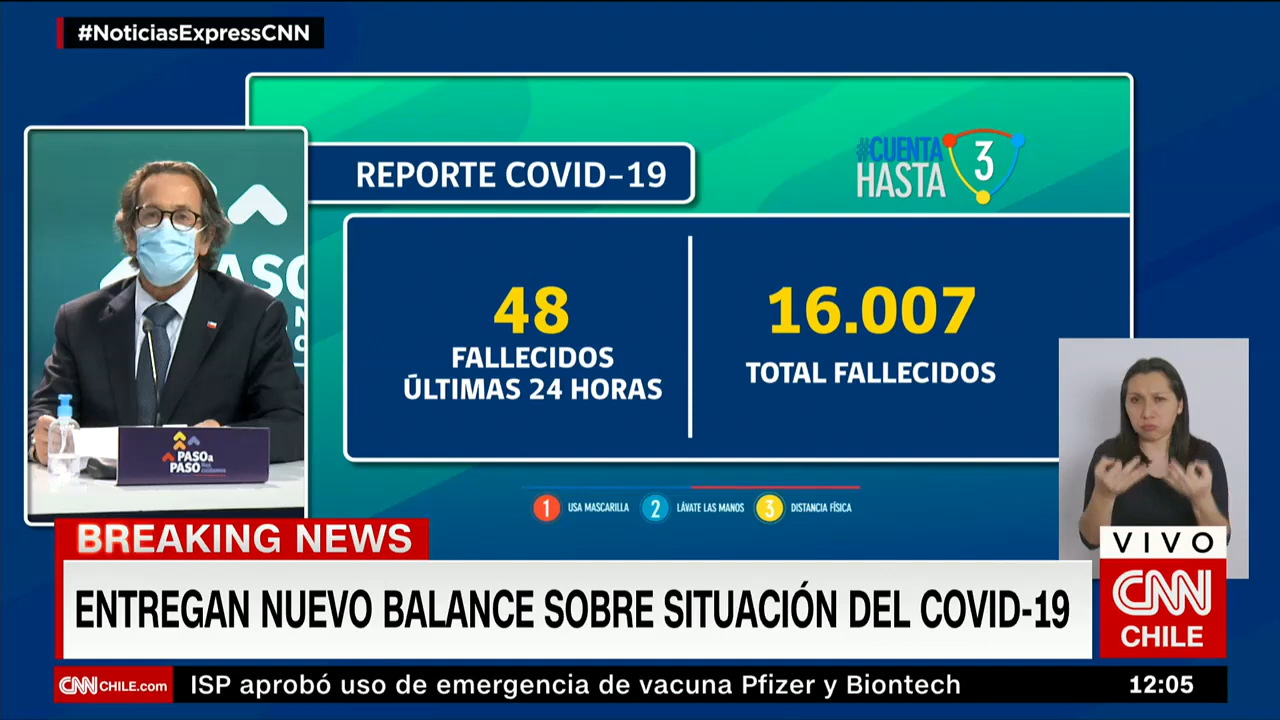 #NoticiasExpressCNN
#CUENTA
HASTA
3
REPORTE COVID-19
48
FALLECIDOS
ÚLTIMAS 24 HORAS
16.007
TOTAL FALLECIDOS
PASO
PASOa
PASO
1 USA MASCARILLA 2 LÁVATE LAS MANOS 3 DISTANCIA FÍSICA
BREAKING NEWS
ENTREGAN NUEVO BALANCE SOBRE SITUACIÓN DEL COVID-19
VIVO
CNN
CHILE
CNNCHILE.com ISP aprobó uso de emergencia de vacuna Pfizer y Biontech 12:05